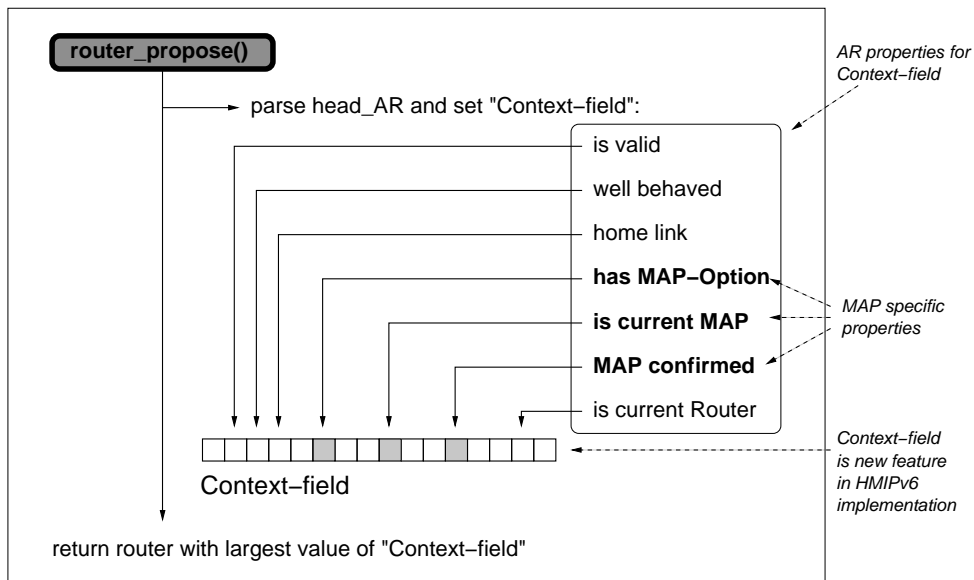 router_propose()
AR properties for
Context−field
parse head_AR and set "Context−field":
is valid
well behaved
home link
has MAP−Option
is current MAP
MAP specific
properties
MAP confirmed
is current Router
Context−field
is new feature
in HMIPv6
implementation
Context−field
return router with largest value of "Context−field"